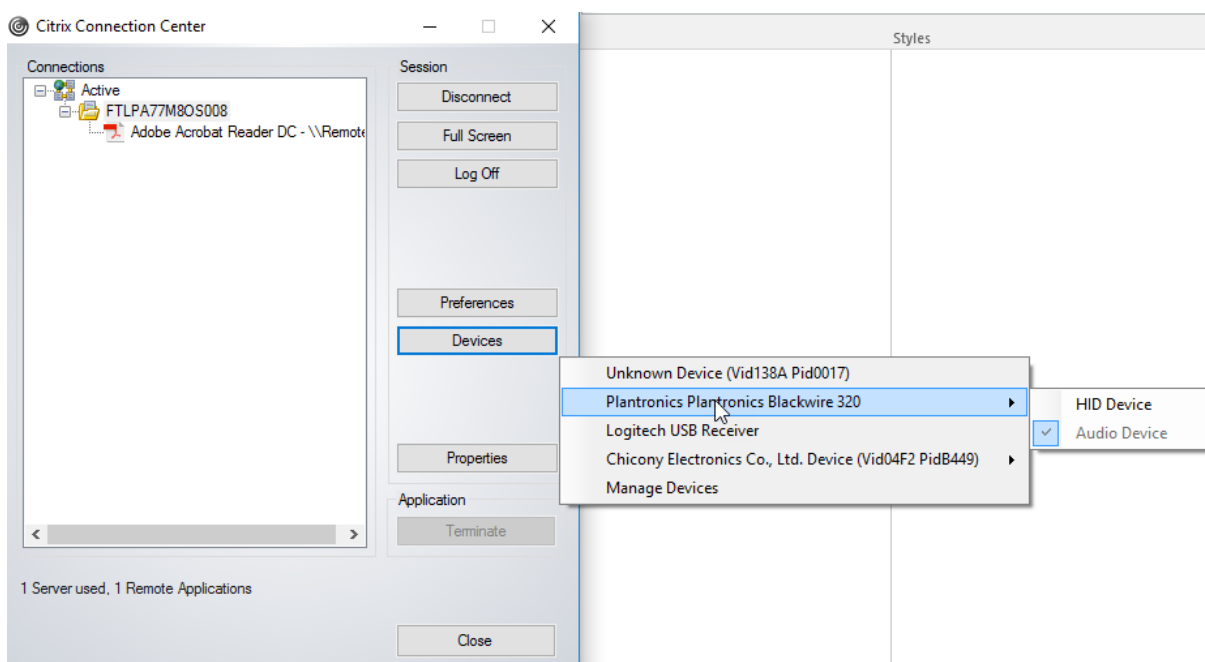 Citrix Connection Center
Styles
Connections
Active
FTLPA77M8OS008
Adobe Acrobat Reader DC - \\Remote
Session
Disconnect
Full Screen
Log Off
Preferences
Devices
Properties
Application
Terminate
Unknown Device (Vid138A Pid0017)
Plantronics Plantronics Blackwire 320
Logitech USB Receiver
Chicony Electronics Co., Ltd. Device (Vid04F2 PidB449)
Manage Devices
HID Device
Audio Device
1 Server used, 1 Remote Applications
Close